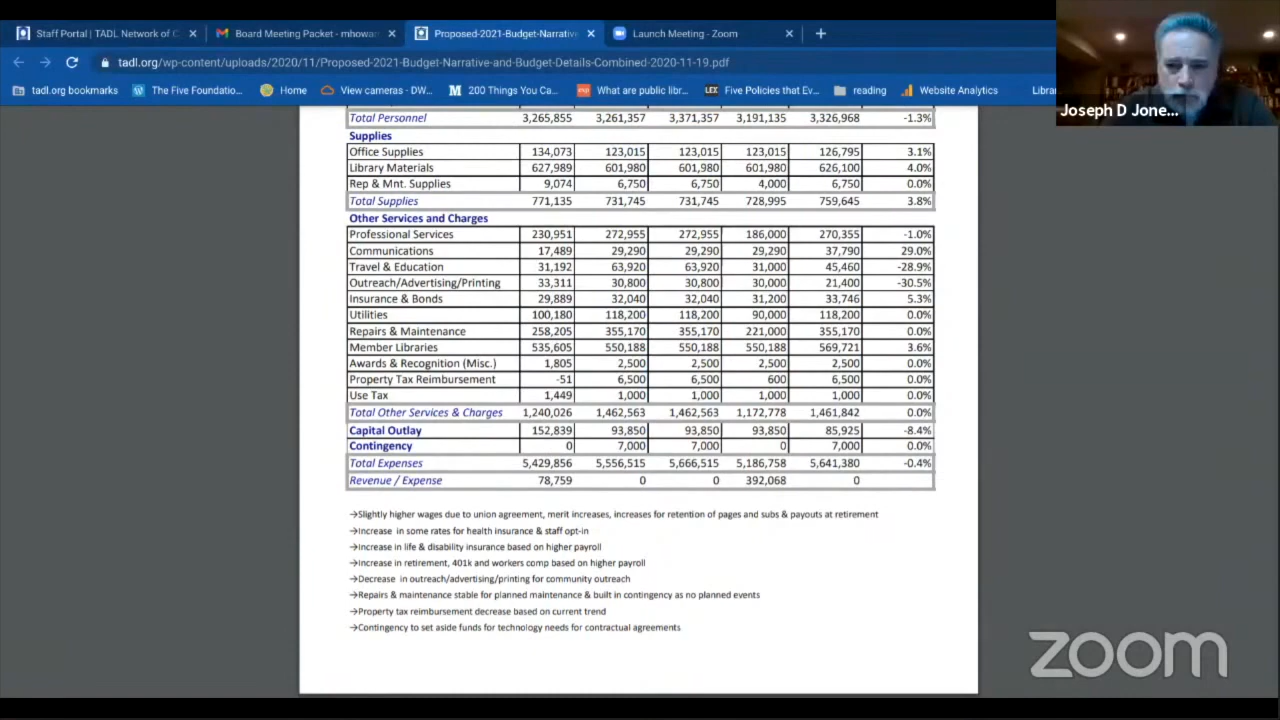 Staff Portal | TADL Network of C
Board Meeting Packet - mhowar
Proposed-2021-Budget-Narrative
Launch Meeting - Zoom
tadl.org/wp-content/uploads/2020/11/Proposed-2021-Budget-Narrative-and-Budget-Details-Combined-2020-11-19.pdf
tadl.org bookmarks The Five Foundatio... Home View cameras - DW... 200 Things You Ca... What are public libr... LEX Five Policies that Ev... reading Website Analytics Librar
Joseph D Jone...
Total Personnel 3,265,855 3,261,357 3,371,357 3,191,135 3,326,968 -1.3%
Supplies
Office Supplies 134,073 123,015 123,015 123,015 126,795 3.1%
Library Materials 627,989 601,980 601,980 601,980 626,100 4.0%
Rep & Mnt. Supplies 9,074 6,750 6,750 4,000 6,750 0.0%
Total Supplies 771,135 731,745 731,745 728,995 759,645 3.8%
Other Services and Charges
Professional Services 230,951 272,955 272,955 186,000 270,355 -1.0%
Communications 17,489 29,290 29,290 29,290 37,790 29.0%
Travel & Education 31,192 63,920 63,920 31,000 45,460 -28.9%
Outreach/Advertising/Printing 33,311 30,800 30,800 30,000 21,400 -30.5%
Insurance & Bonds 29,889 32,040 32,040 31,200 33,746 5.3%
Utilities 100,180 118,200 118,200 90,000 118,200 0.0%
Repairs & Maintenance 258,205 355,170 355,170 221,000 355,170 0.0%
Member Libraries 535,605 550,188 550,188 550,188 569,721 3.6%
Awards & Recognition (Misc.) 1,805 2,500 2,500 2,500 2,500 0.0%
Property Tax Reimbursement -51 6,500 6,500 600 6,500 0.0%
Use Tax 1,449 1,000 1,000 1,000 1,000 0.0%
Total Other Services & Charges 1,240,026 1,462,563 1,462,563 1,172,778 1,461,842 0.0%
Capital Outlay 152,839 93,850 93,850 93,850 85,925 -8.4%
Contingency 0 7,000 7,000 0 7,000 0.0%
Total Expenses 5,429,856 5,556,515 5,666,515 5,186,758 5,641,380 -0.4%
Revenue / Expense 78,759 0 0 392,068 0
→Slightly higher wages due to union agreement, merit increases, increases for retention of pages and subs & payouts at retirement
→Increase in some rates for health insurance & staff opt-in
→Increase in life & disability insurance based on higher payroll
→Increase in retirement, 401k and workers comp based on higher payroll
→Decrease in outreach/advertising/printing for community outreach
→Repairs & maintenance stable for planned maintenance & built in contingency as no planned events
→Property tax reimbursement decrease based on current trend
→Contingency to set aside funds for technology needs for contractual agreements
zoom